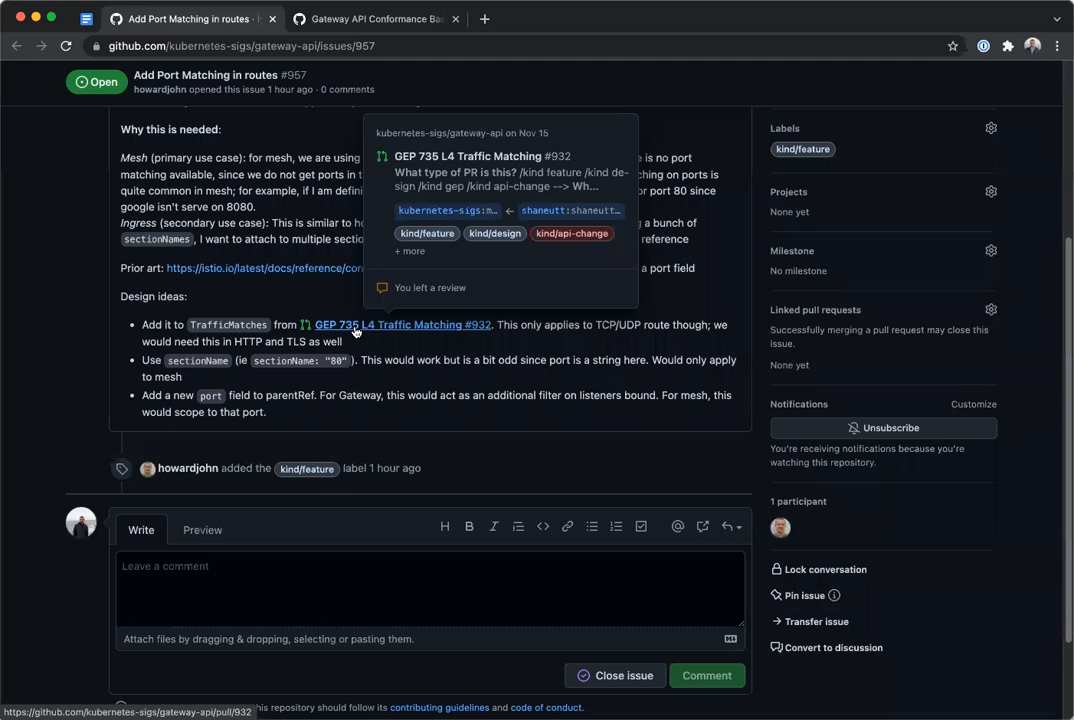 Add Port Matching in routes ·
Gateway API Conformance Ba
github.com/kubernetes-sigs/gateway-api/issues/957
Open
Add Port Matching in routes #957
howardjohn opened this issue 1 hour ago · 0 comments
Why this is needed:
Mesh (primary use case): for mesh, we are using
e is no port
matching available, since we do not get ports in t
ching on ports is
quite common in mesh; for example, if I am defini
or port 80 since
google isn't serve on 8080.
Ingress (secondary use case): This is similar to ho
g a bunch of
sectionNames, I want to attach to multiple sectio
reference
Prior art: https://istio.io/latest/docs/reference/con
a port field
kubernetes-sigs/gateway-api on Nov 15
GEP 735 L4 Traffic Matching #932
What type of PR is this? /kind feature /kind de-
sign /kind gep /kind api-change --> Wh...
kubernetes-sigs:m... ← shaneutt:shaneutt...
kind/feature kind/design kind/api-change
+ more
You left a review
Design ideas:
• Add it to TrafficMatches from GEP 735 L4 Traffic Matching #932. This only applies to TCP/UDP route though; we
would need this in HTTP and TLS as well
• Use sectionName (ie sectionName: "80"). This would work but is a bit odd since port is a string here. Would only apply
to mesh
• Add a new port field to parentRef. For Gateway, this would act as an additional filter on listeners bound. For mesh, this
would scope to that port.
howardjohn added the kind/feature label 1 hour ago
Write
Preview
Leave a comment
Attach files by dragging & dropping, selecting or pasting them.
Close issue
Comment
https://github.com/kubernetes-sigs/gateway-api/pull/932
his repository should follow its contributing guidelines and code of conduct.
Labels
kind/feature
Projects
None yet
Milestone
No milestone
Linked pull requests
Successfully merging a pull request may close this
issue.
None yet
Notifications
Customize
Unsubscribe
You're receiving notifications because you're
watching this repository.
1 participant
Lock conversation
Pin issue
Transfer issue
Convert to discussion